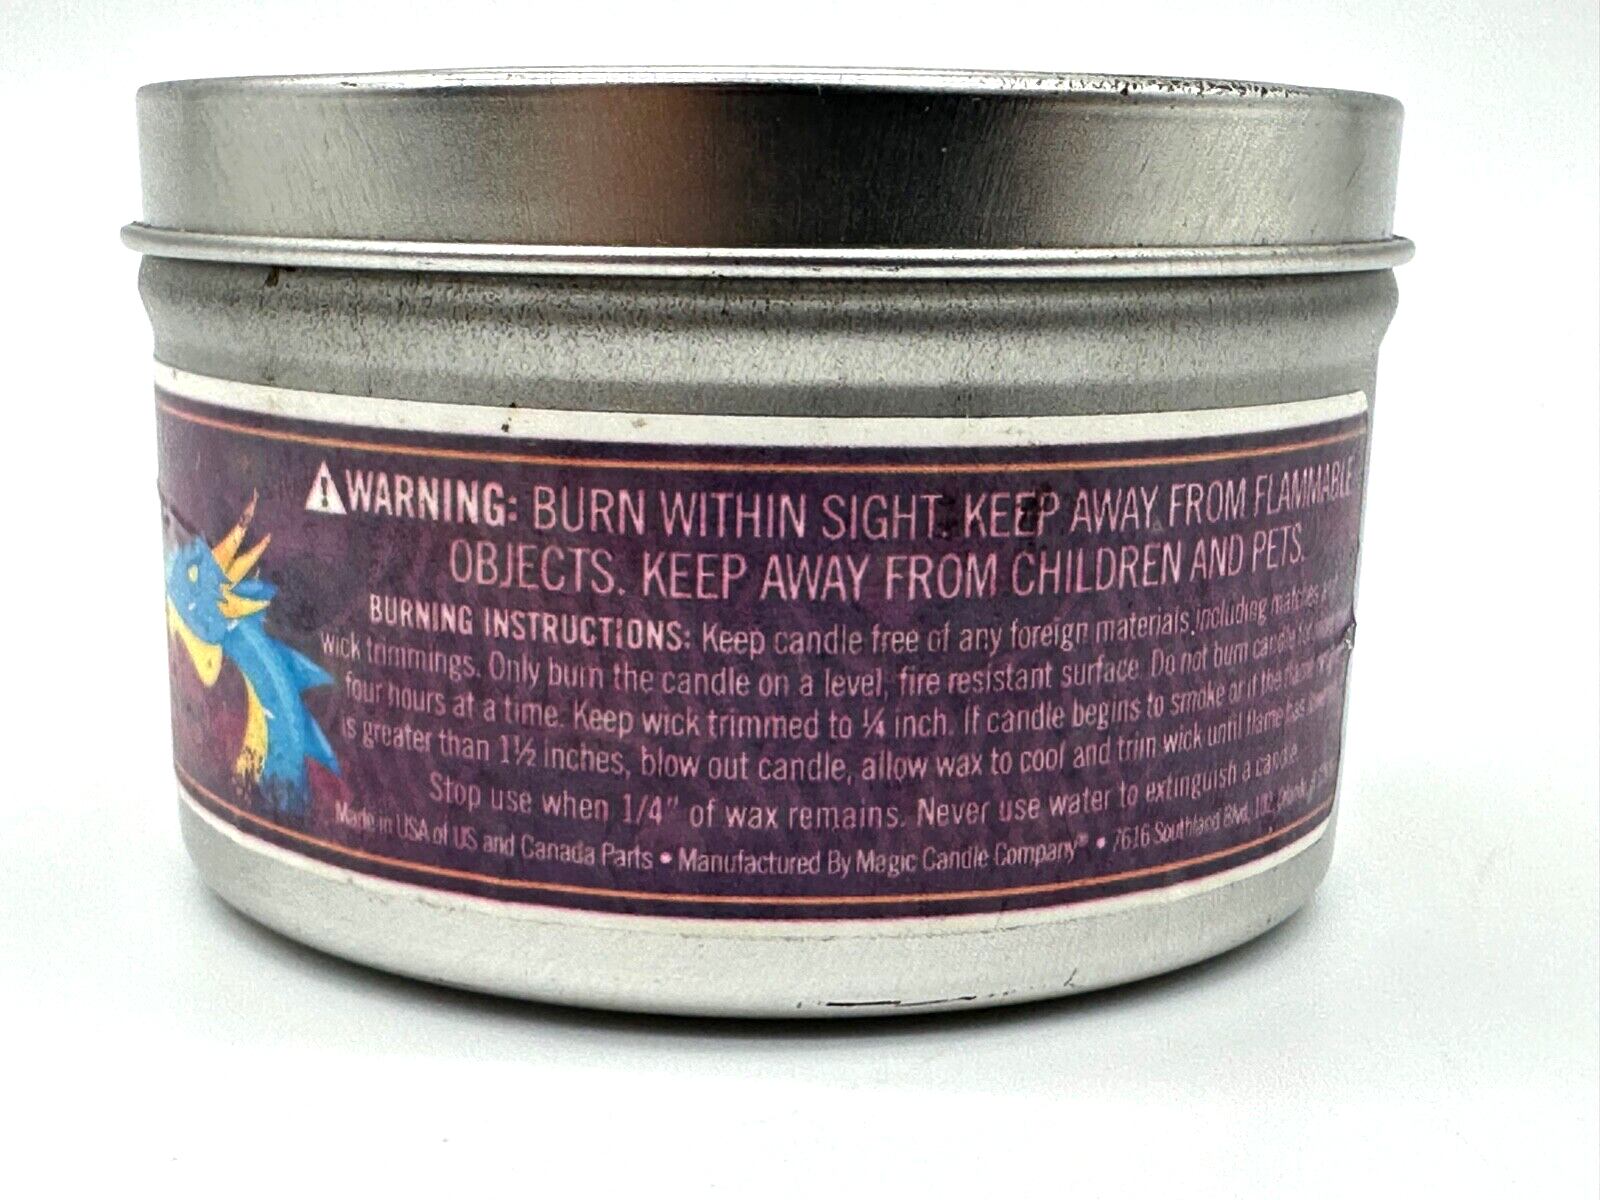 ⚠WARNING: BURN WITHIN SIGHT. KEEP AWAY FROM FLAMMABLE
OBJECTS. KEEP AWAY FROM CHILDREN AND PETS.
BURNING INSTRUCTIONS: Keep candle free of any foreign materials including matches and
wick trimmings. Only burn the candle on a level, fire resistant surface. Do not burn candle for
four hours at a time. Keep wick trimmed to ¼ inch. If candle begins to smoke or if the flame
is greater than 1½ inches, blow out candle, allow wax to cool and trim wick until flame has
Stop use when 1/4" of wax remains. Never use water to extinguish a candle.
Made in USA of US and Canada Parts • Manufactured By Magic Candle Company® • 7616 Southland Blvd, 102,